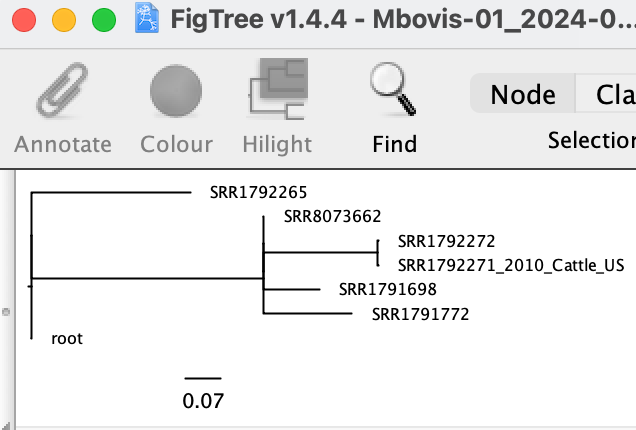 FigTree v1.4.4 - Mbovis-01_2024-0...
Annotate Colour Hilight Find Node Cla
Selection
SRR1792265
SRR8073662
SRR1792272
SRR1792271_2010_Cattle_US
SRR1791698
SRR1791772
root
0.07